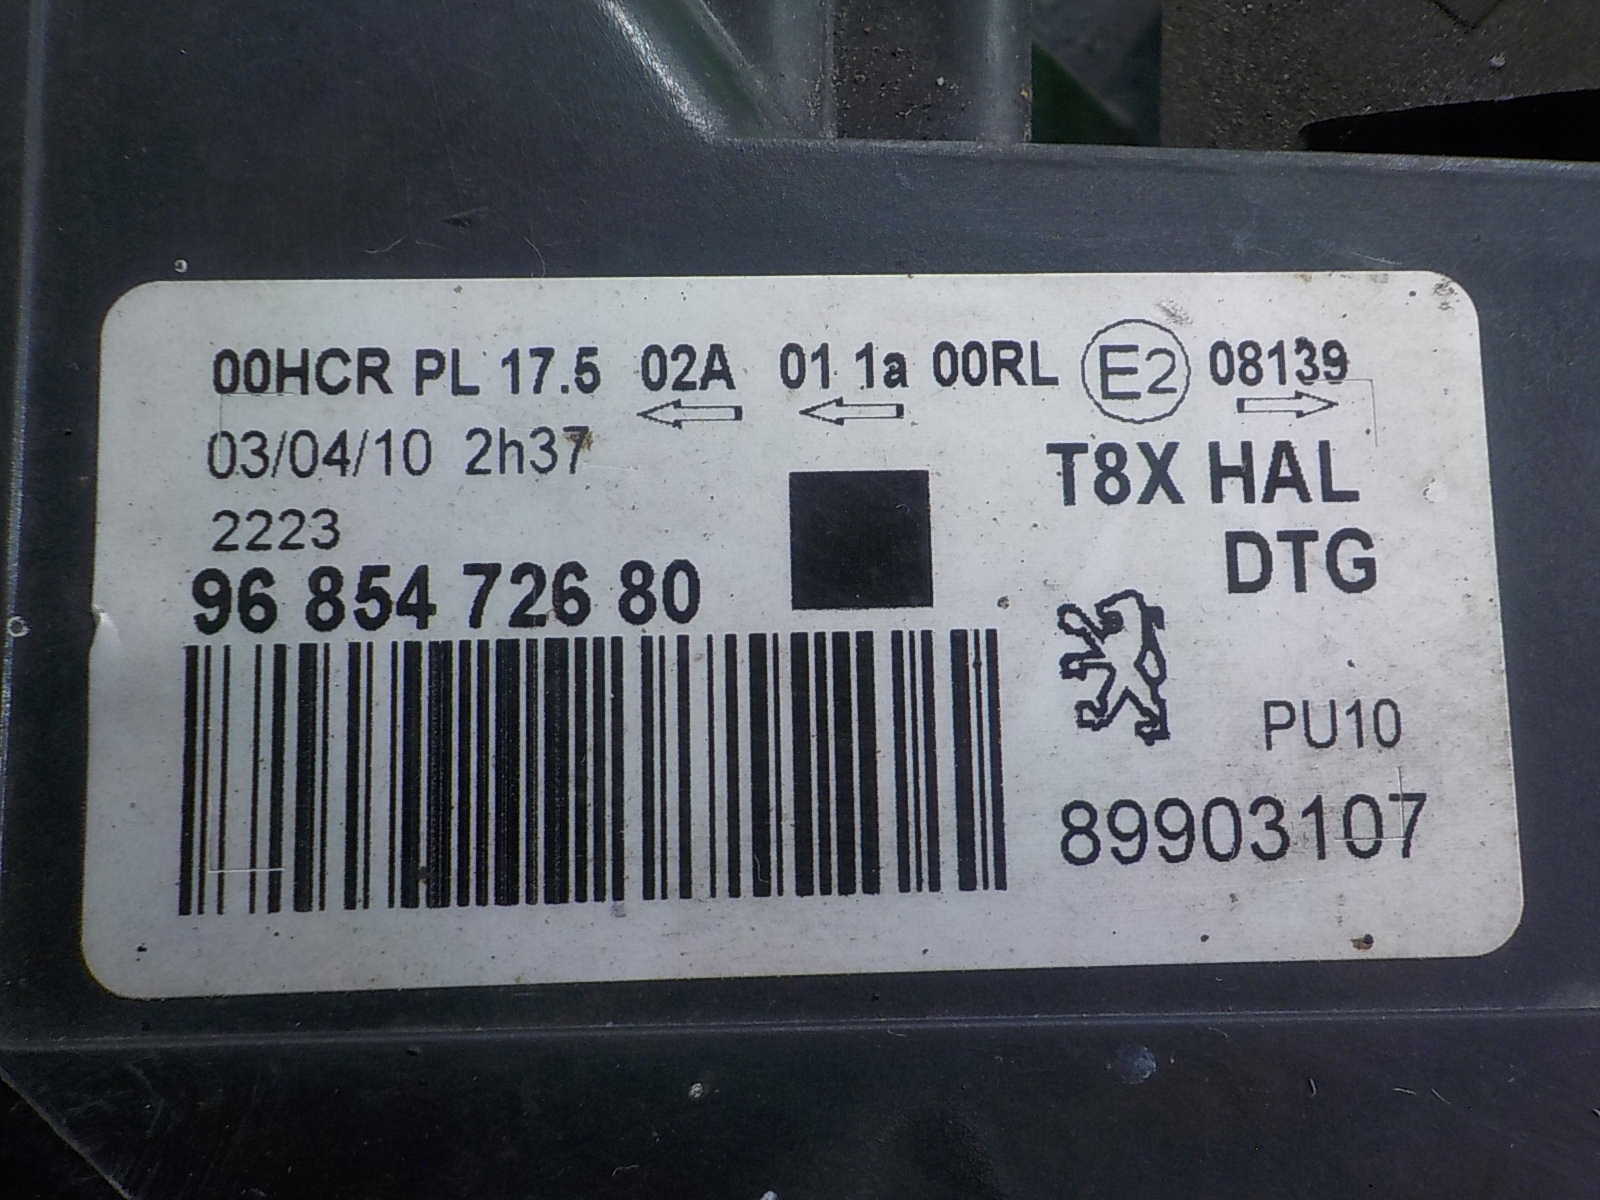 00HCR PL 17.5 02A 01 1a 00RL E2 08139
03/04/10 2h37
T8X HAL
2223
DTG
96 854 726 80
PU10
89903107